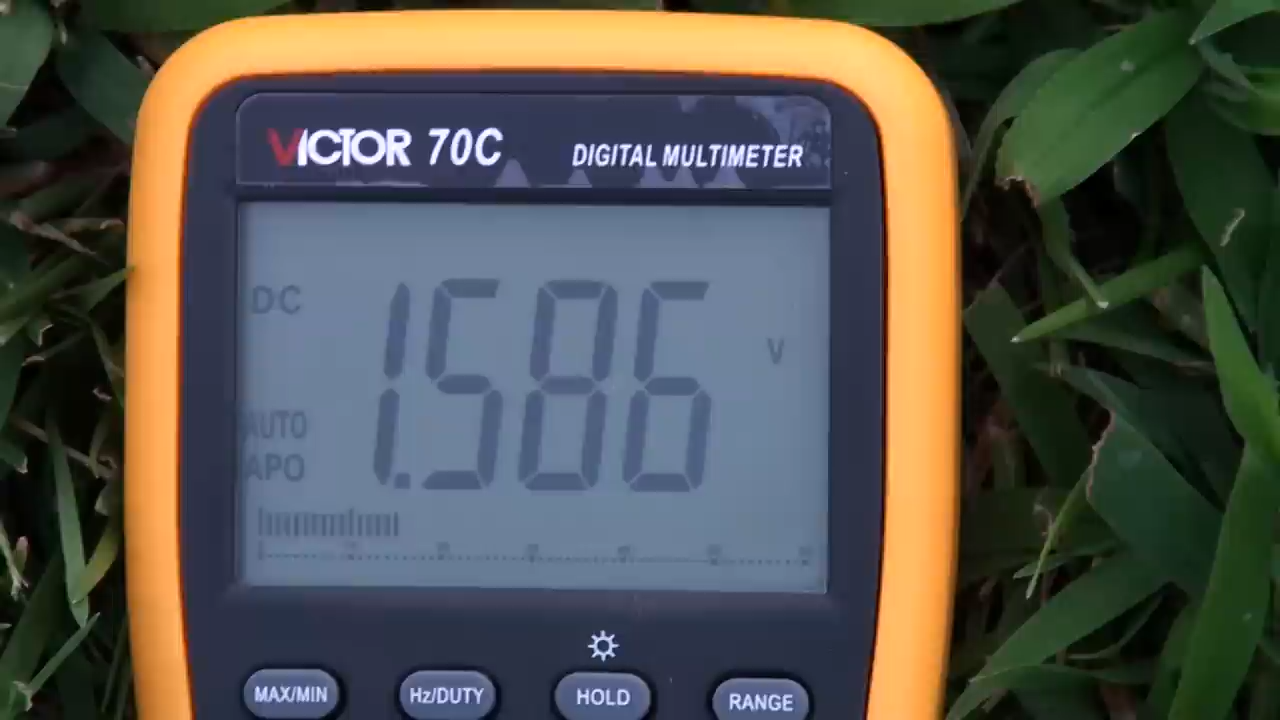 VICTOR 70C DIGITAL MULTIMETER
DC
1.586 V
AUTO
APO
MAX/MIN Hz/DUTY HOLD RANGE